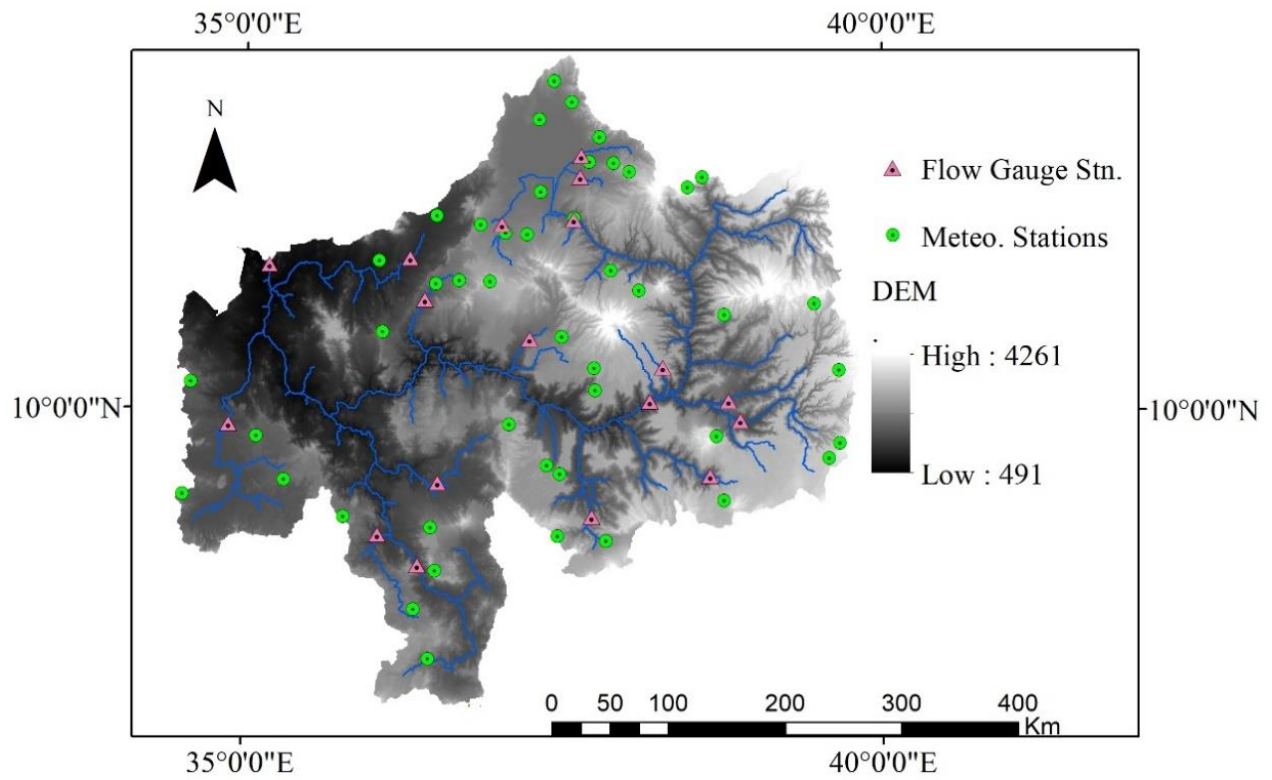 35°0'0"E
40°0'0"E
N
Flow Gauge Stn.
Meteo. Stations
DEM
High : 4261
Low : 491
10°0'0"N
10°0'0"N
0 50 100 200 300 400
Km
35°0'0"E
40°0'0"E